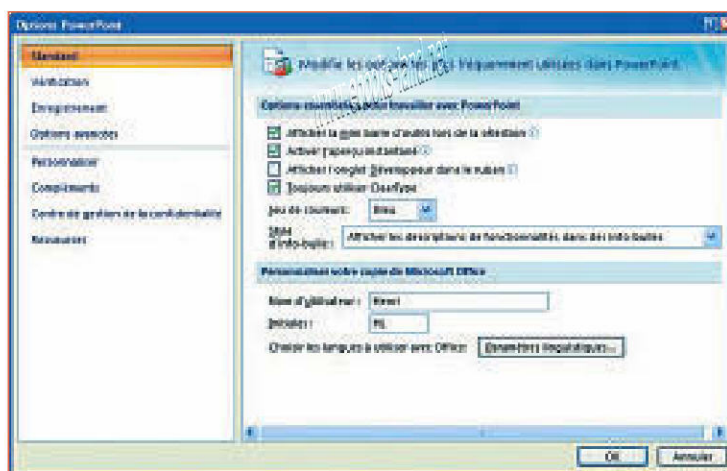 Options PowerPoint
Standard
Vérification
Enregistrement
Options avancées
Personnaliser
Compléments
Centre de gestion de la confidentialité
Ressources
Modifie les options les plus fréquemment utilisées dans PowerPoint.
Options essentielles pour travailler avec PowerPoint
Afficher la mini barre d'outils lors de la sélection
Activer l'aperçu instantané
Afficher l'onglet Développeur dans le ruban
Toujours utiliser ClearType
Jeu de couleurs: Bleu
Style d'info-bulle: Afficher les descriptions de fonctionnalités dans des info-bulles
Personnaliser votre copie de Microsoft Office
Nom d'utilisateur: Henri
Initiales:
Choisir les langues à utiliser avec Office: Paramètres linguistiques...
OK Annuler